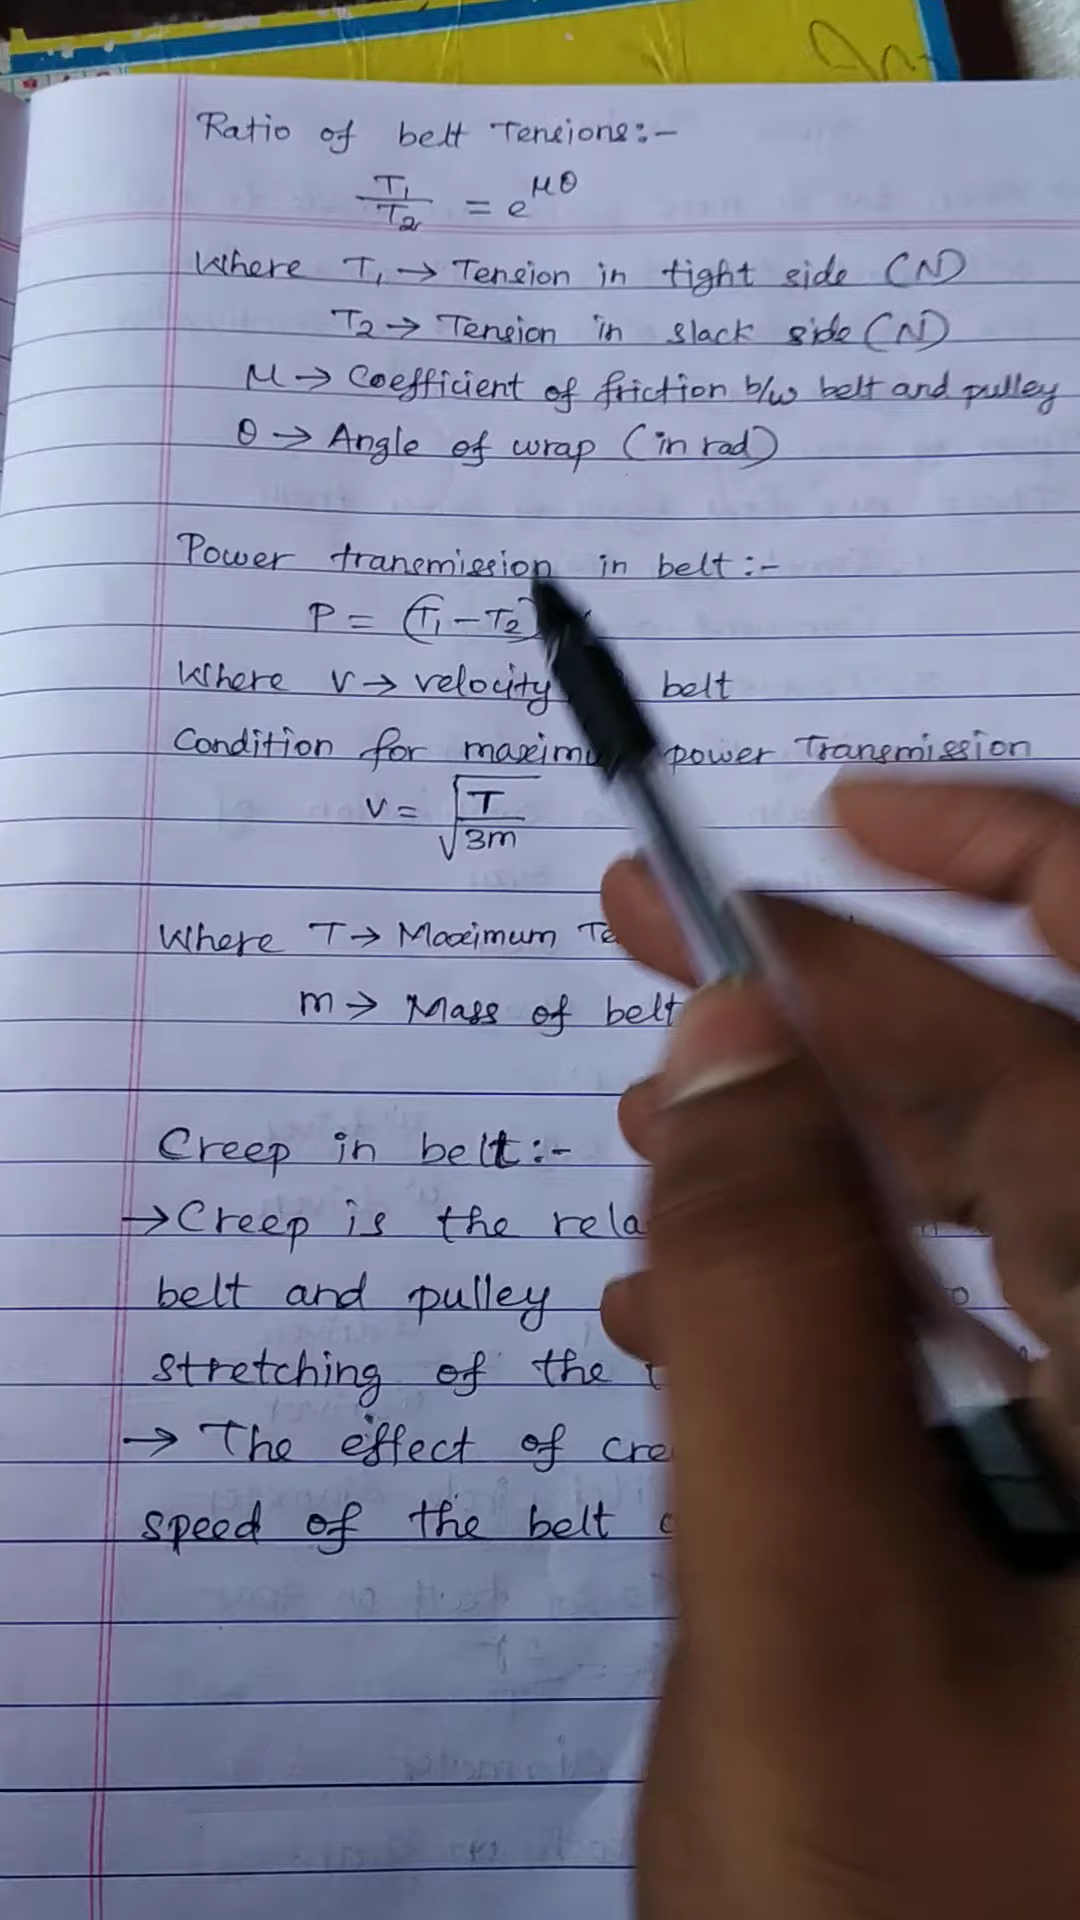 Ratio of belt Tensions:-
T1/T2 = e^μθ
Where T1 → Tension in tight side (N)
T2 → Tension in slack side (N)
μ → Coefficient of friction b/w belt and pulley
θ → Angle of wrap (in rad)
Power transmission in belt :-
P = (T1 - T2)
Where v → velocity belt
Condition for power Transmission
v = √T/3m
Where T → Maximum
m → Mass of belt
Creep in belt:-
→ Creep is the
belt and pulley
stretching of the
→ The effect of
speed of the belt